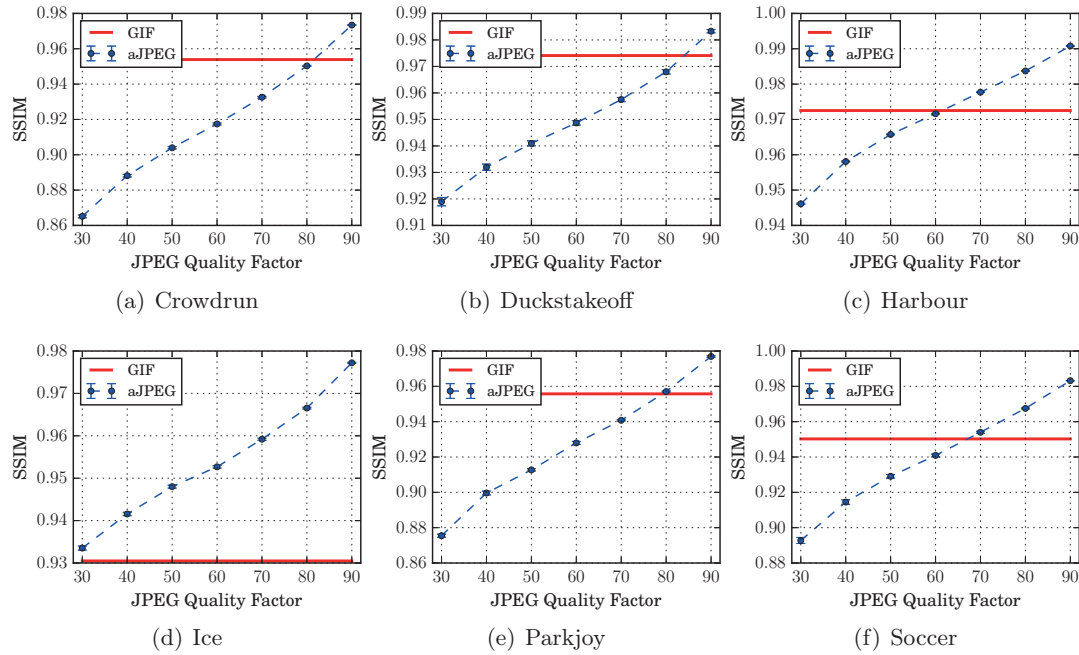 0.98
0.96
0.94
0.92
0.90
0.88
0.86
SSIM
GIF
aJPEG
30 40 50 60 70 80 90
JPEG Quality Factor
(a) Crowdrun
0.99
0.98
0.97
0.96
0.95
0.94
0.93
0.92
0.91
SSIM
GIF
aJPEG
30 40 50 60 70 80 90
JPEG Quality Factor
(b) Duckstakeoff
1.00
0.99
0.98
0.97
0.96
0.95
0.94
SSIM
GIF
aJPEG
30 40 50 60 70 80 90
JPEG Quality Factor
(c) Harbour
0.98
0.97
0.96
0.95
0.94
0.93
SSIM
GIF
aJPEG
30 40 50 60 70 80 90
JPEG Quality Factor
(d) Ice
0.98
0.96
0.94
0.92
0.90
0.88
0.86
SSIM
GIF
aJPEG
30 40 50 60 70 80 90
JPEG Quality Factor
(e) Parkjoy
1.00
0.98
0.96
0.94
0.92
0.90
0.88
SSIM
GIF
aJPEG
30 40 50 60 70 80 90
JPEG Quality Factor
(f) Soccer